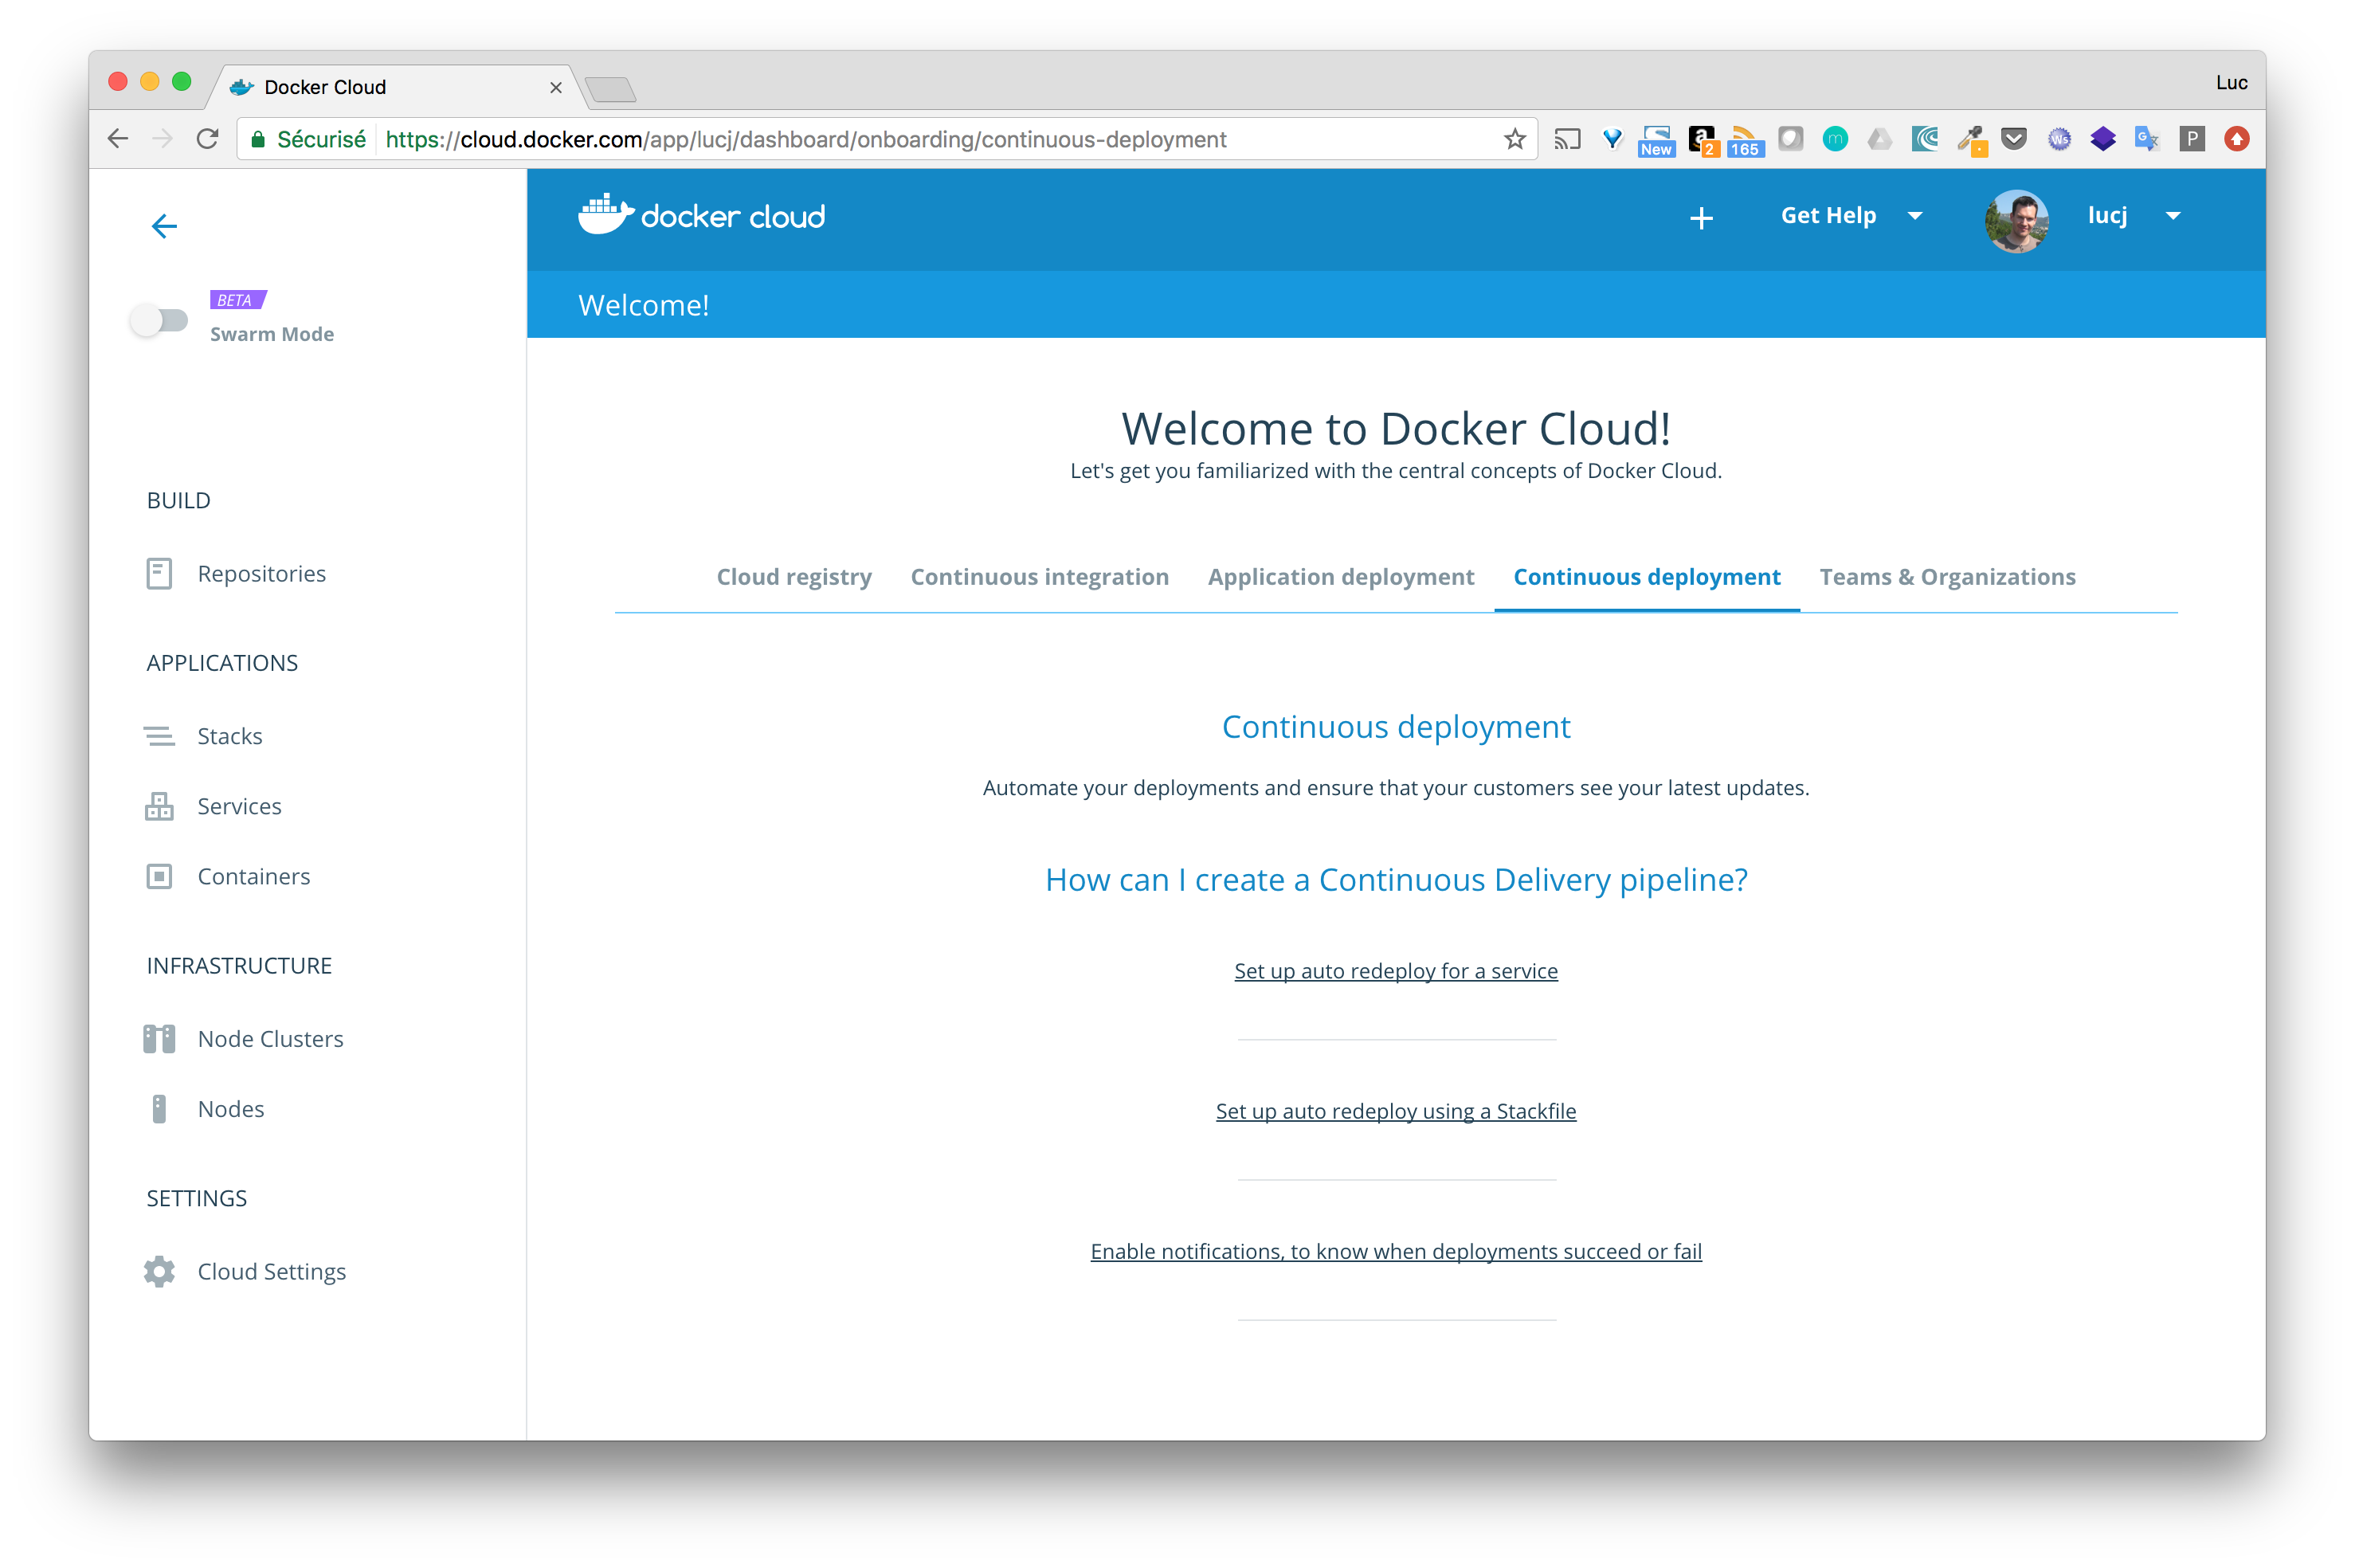 Docker Cloud
Luc
Sécurisé
https://cloud.docker.com/app/lucj/dashboard/onboarding/continuous-deployment
New
2
165
m
Ws
G
P
docker cloud
Get Help
lucj
BETA
Swarm Mode
Welcome!
BUILD
Repositories
APPLICATIONS
Stacks
Services
Containers
INFRASTRUCTURE
Node Clusters
Nodes
SETTINGS
Cloud Settings
Welcome to Docker Cloud!
Let's get you familiarized with the central concepts of Docker Cloud.
Cloud registry Continuous integration Application deployment Continuous deployment Teams & Organizations
Continuous deployment
Automate your deployments and ensure that your customers see your latest updates.
How can I create a Continuous Delivery pipeline?
Set up auto redeploy for a service
Set up auto redeploy using a Stackfile
Enable notifications, to know when deployments succeed or fail